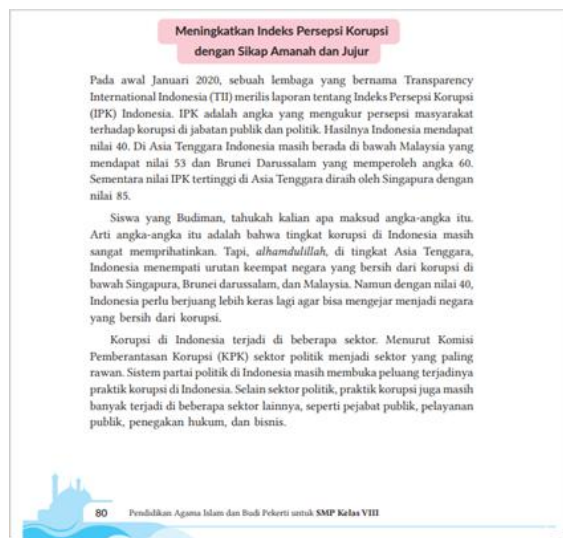 Meningkatkan Indeks Persepsi Korupsi
dengan Sikap Amanah dan Jujur
Pada awal Januari 2020, sebuah lembaga yang bernama Transparency
International Indonesia (TII) merilis laporan tentang Indeks Persepsi Korupsi
(IPK) Indonesia. IPK adalah angka yang mengukur persepsi masyarakat
terhadap korupsi di jabatan publik dan politik. Hasilnya Indonesia mendapat
nilai 40. Di Asia Tenggara Indonesia masih berada di bawah Malaysia yang
mendapat nilai 53 dan Brunei Darussalam yang memperoleh angka 60.
Sementara nilai IPK tertinggi di Asia Tenggara diraih oleh Singapura dengan
nilai 85.
Siswa yang Budiman, tahukah kalian apa maksud angka-angka itu.
Arti angka-angka itu adalah bahwa tingkat korupsi di Indonesia masih
sangat memprihatinkan. Tapi, alhamdulillah, di tingkat Asia Tenggara,
Indonesia menempati urutan keempat negara yang bersih dari korupsi di
bawah Singapura, Brunei darussalam, dan Malaysia. Namun dengan nilai 40,
Indonesia perlu berjuang lebih keras lagi agar bisa mengejar menjadi negara
yang bersih dari korupsi.
Korupsi di Indonesia terjadi di beberapa sektor. Menurut Komisi
Pemberantasan Korupsi (KPK) sektor politik menjadi sektor yang paling
rawan. Sistem partai politik di Indonesia masih membuka peluang terjadinya
praktik korupsi di Indonesia. Selain sektor politik, praktik korupsi juga masih
banyak terjadi di beberapa sektor lainnya, seperti pejabat publik, pelayanan
publik, penegakan hukum, dan bisnis.
80 Pendidikan Agama Islam dan Budi Pekerti untuk SMP Kelas VIII